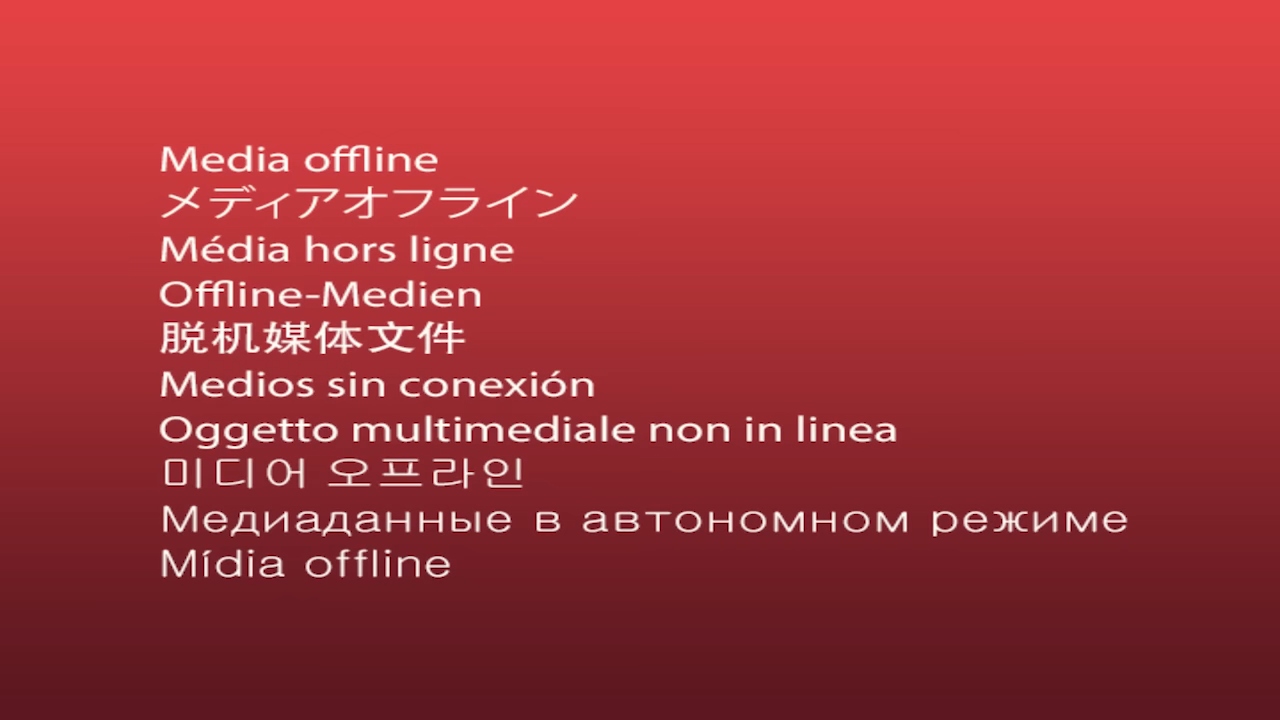 Media offline
メディアオフライン
Média hors ligne
Offline-Medien
脱机媒体文件
Medios sin conexión
Oggetto multimediale non in linea
미디어 오프라인
Медиаданные в автономном режиме
Mídia offline